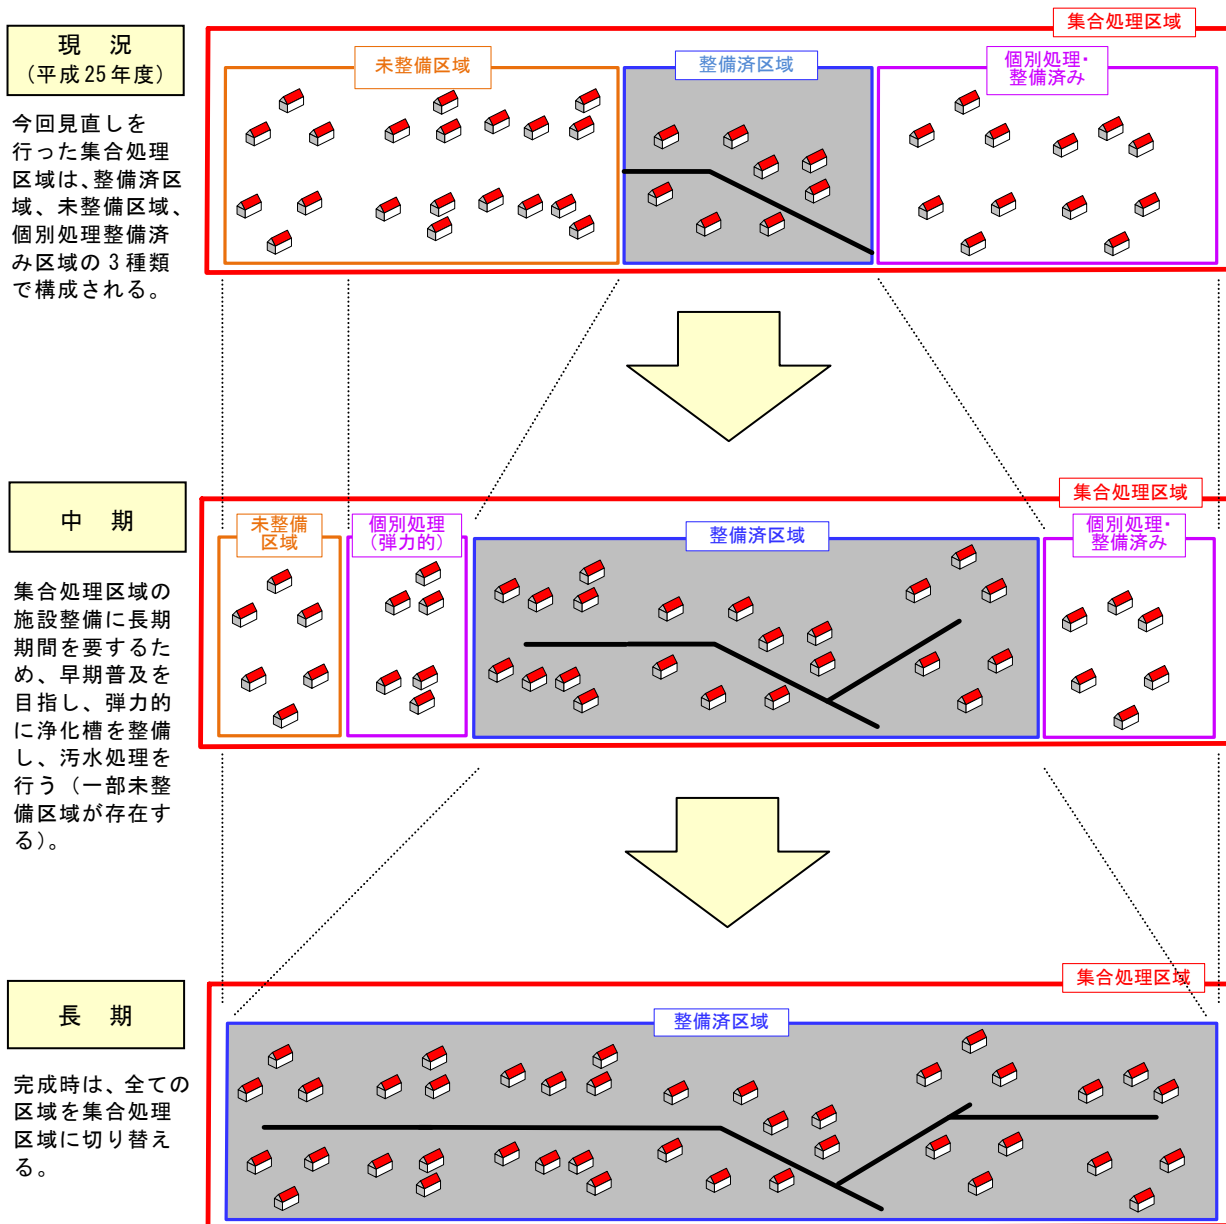 現　況
（平成25年度）
今回見直しを
行った集合処理
区域は、整備済区
域、未整備区域、
個別処理整備済
み区域の3種類
で構成される。
集合処理区域
未整備区域
整備済区域
個別処理・
整備済み
中　期
集合処理区域の
施設整備に長期
期間を要するた
め、早期普及を
目指し、弾力的
に浄化槽を整備
し、汚水処理を
行う（一部未整
備区域が存在す
る）。
集合処理区域
未整備
区域
個別処理
（弾力的）
整備済区域
個別処理・
整備済み
長　期
完成時は、全ての
区域を集合処理
区域に切り替え
る。
集合処理区域
整備済区域